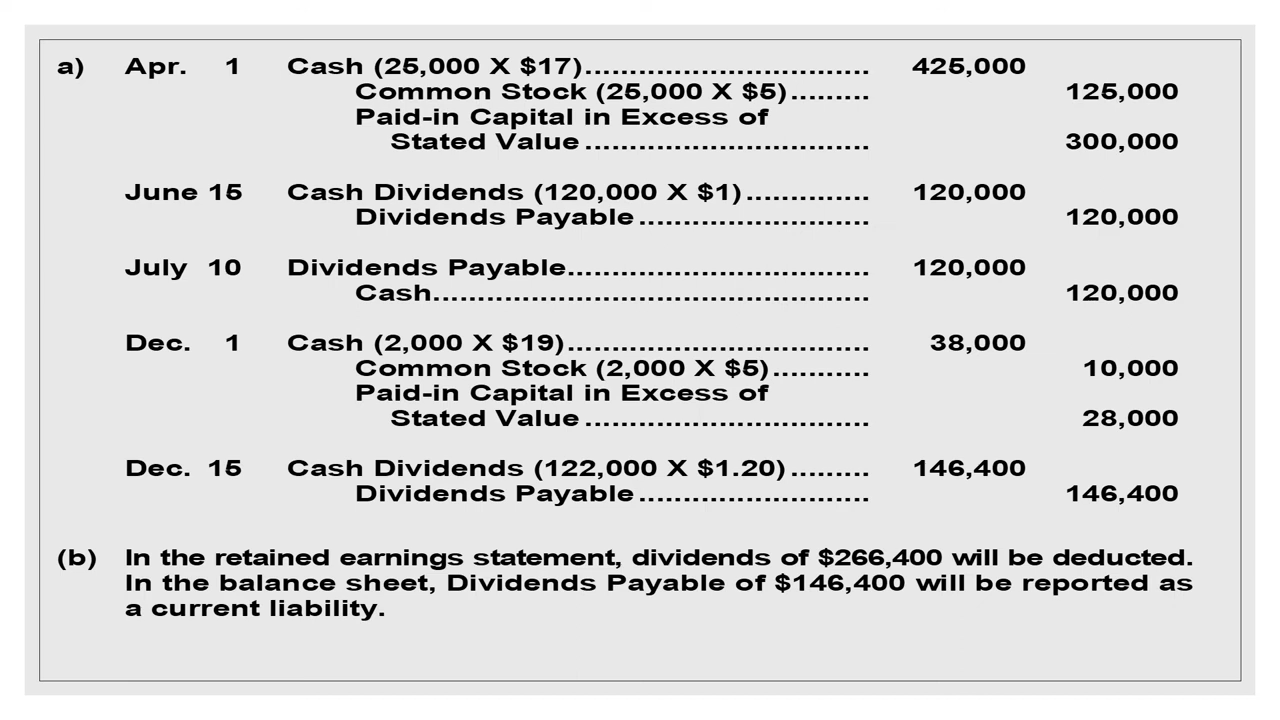 a) Apr. 1 Cash (25,000 X $17)................................ 425,000
Common Stock (25,000 X $5)......... 125,000
Paid-in Capital in Excess of
Stated Value................................ 300,000
June 15 Cash Dividends (120,000 X $1).............. 120,000
Dividends Payable.......................... 120,000
July 10 Dividends Payable.................................. 120,000
Cash................................................. 120,000
Dec. 1 Cash (2,000 X $19).................................. 38,000
Common Stock (2,000 X $5)........... 10,000
Paid-in Capital in Excess of
Stated Value................................ 28,000
Dec. 15 Cash Dividends (122,000 X $1.20)......... 146,400
Dividends Payable.......................... 146,400
(b) In the retained earnings statement, dividends of $266,400 will be deducted.
In the balance sheet, Dividends Payable of $146,400 will be reported as
a current liability.